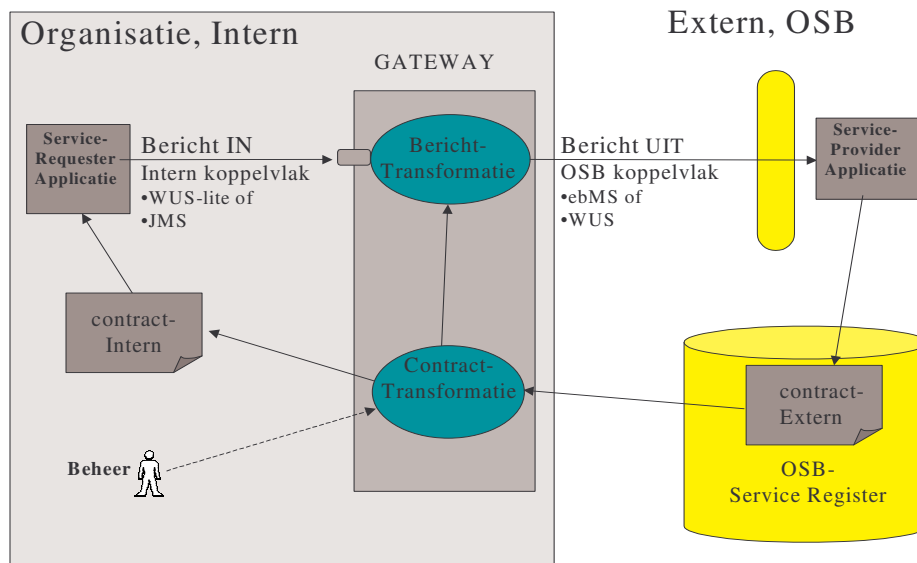 Organisatie, Intern
Extern, OSB
GATEWAY
Service-
Requester
Applicatie
Bericht IN
Intern koppelvlak
•WUS-lite of
•JMS
Bericht-
Transformatie
Bericht UIT
OSB koppelvlak
•ebMS of
•WUS
Service-
Provider
Applicatie
contract-
Intern
Contract-
Transformatie
contract-
Extern
Beheer
OSB-
Service Register